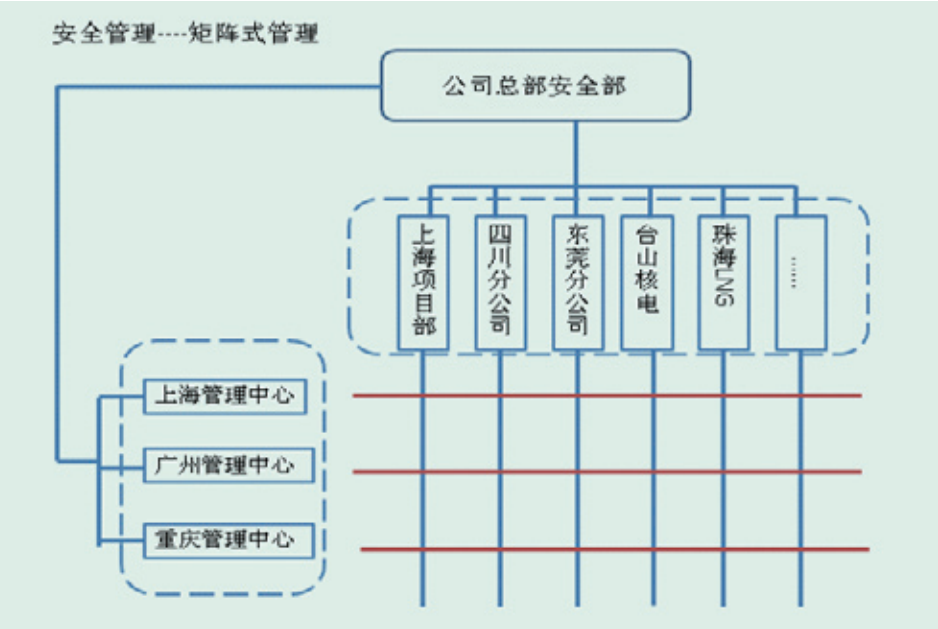 安全管理----矩阵式管理
公司总部安全部
上海项目部
四川分公司
东莞分公司
台山核电
珠海LNG
......
上海管理中心
广州管理中心
重庆管理中心